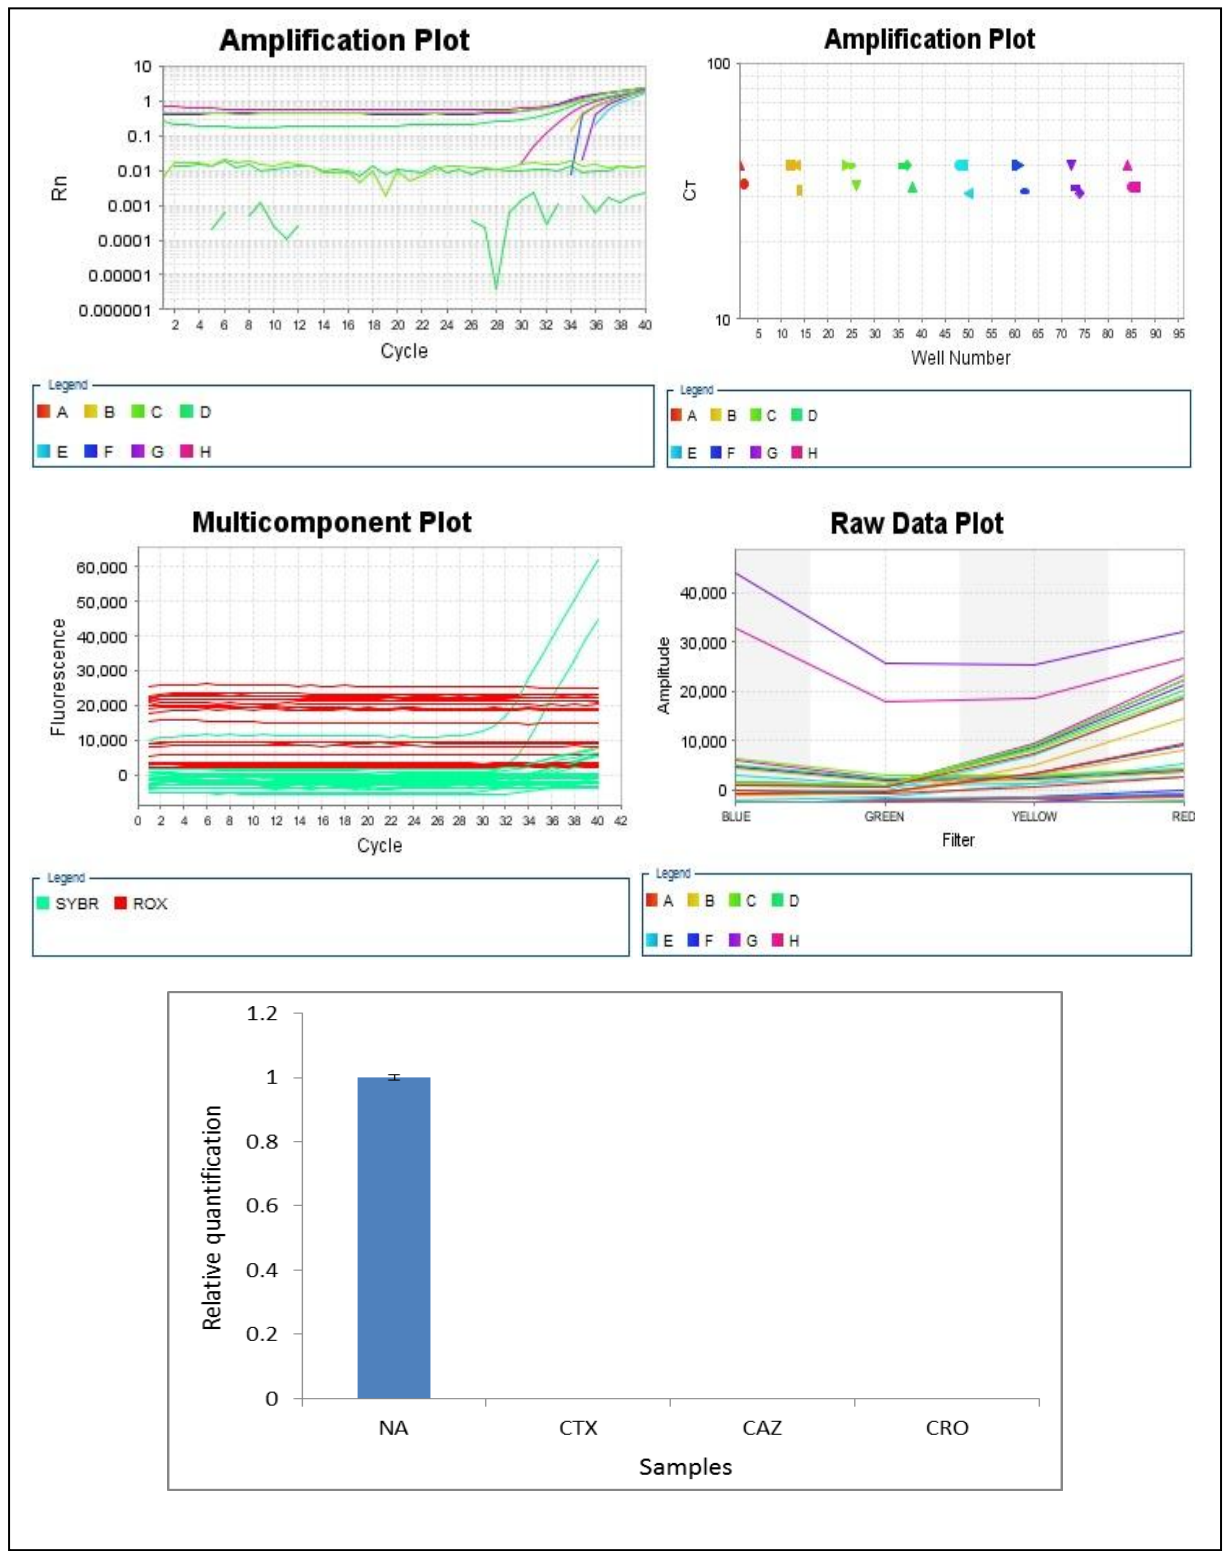 Amplification Plot
10
1
0.1
0.01
0.001
0.0001
0.00001
0.000001
Rn
2 4 6 8 10 12 14 16 18 20 22 24 26 28 30 32 34 36 38 40
Cycle
Legend
A B C D
E F G H
Amplification Plot
100
10
CT
5 10 15 20 25 30 35 40 45 50 55 60 65 70 75 80 85 90 95
Well Number
Legend
A B C D
E F G H
Multicomponent Plot
60,000
50,000
40,000
30,000
20,000
10,000
0
Fluorescence
0 2 4 6 8 10 12 14 16 18 20 22 24 26 28 30 32 34 36 38 40 42
Cycle
Legend
SYBR ROX
Raw Data Plot
40,000
30,000
20,000
10,000
0
Amplitude
BLUE GREEN YELLOW RED
Filter
Legend
A B C D
E F G H
1.2
1
0.8
0.6
0.4
0.2
0
Relative quantification
NA CTX CAZ CRO
Samples